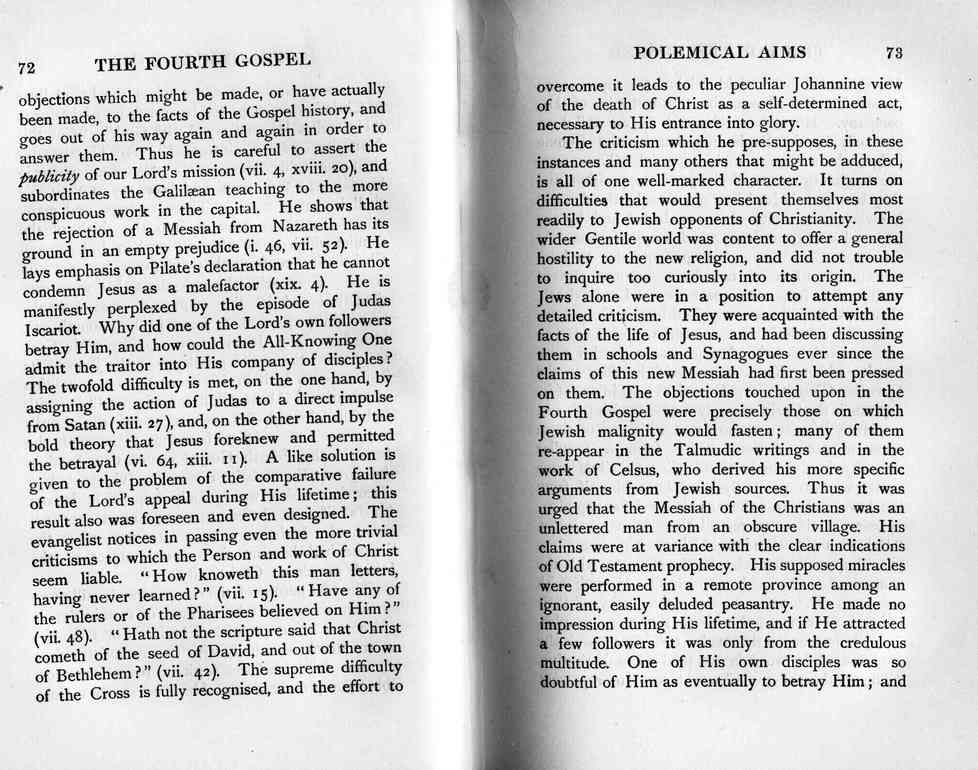 72 THE FOURTH GOSPEL
objections which might be made, or have actually
been made, to the facts of the Gospel history, and
goes out of his way again and again in order to
answer them. Thus he is careful to assert the
publicity of our Lord's mission (vii. 4, xviii. 20), and
subordinates the Galilæan teaching to the more
conspicuous work in the capital. He shows that
the rejection of a Messiah from Nazareth has its
ground in an empty prejudice (i. 46, vii. 52). He
lays emphasis on Pilate's declaration that he cannot
condemn Jesus as a malefactor (xix. 4). He is
manifestly perplexed by the episode of Judas
Iscariot. Why did one of the Lord's own followers
betray Him, and how could the All-Knowing One
admit the traitor into His company of disciples?
The twofold difficulty is met, on the one hand, by
assigning the action of Judas to a direct impulse
from Satan (xiii. 27), and, on the other hand, by the
bold theory that Jesus foreknew and permitted
the betrayal (vi. 64, xiii. 11). A like solution is
given to the problem of the comparative failure
of the Lord's appeal during His lifetime; this
result also was foreseen and even designed. The
evangelist notices in passing even the more trivial
criticisms to which the Person and work of Christ
seem liable. "How knoweth this man letters,
having never learned?" (vii. 15). "Have any of
the rulers or of the Pharisees believed on Him?"
(vii. 48). "Hath not the scripture said that Christ
cometh of the seed of David, and out of the town
of Bethlehem?" (vii. 42). The supreme difficulty
of the Cross is fully recognised, and the effort to
POLEMICAL AIMS 73
overcome it leads to the peculiar Johannine view
of the death of Christ as a self-determined act,
necessary to His entrance into glory.
The criticism which he pre-supposes, in these
instances and many others that might be adduced,
is all of one well-marked character. It turns on
difficulties that would present themselves most
readily to Jewish opponents of Christianity. The
wider Gentile world was content to offer a general
hostility to the new religion, and did not trouble
to inquire too curiously into its origin. The
Jews alone were in a position to attempt any
detailed criticism. They were acquainted with the
facts of the life of Jesus, and had been discussing
them in schools and Synagogues ever since the
claims of this new Messiah had first been pressed
on them. The objections touched upon in the
Fourth Gospel were precisely those on which
Jewish malignity would fasten; many of them
re-appear in the Talmudic writings and in the
work of Celsus, who derived his more specific
arguments from Jewish sources. Thus it was
urged that the Messiah of the Christians was an
unlettered man from an obscure village. His
claims were at variance with the clear indications
of Old Testament prophecy. His supposed miracles
were performed in a remote province among an
ignorant, easily deluded peasantry. He made no
impression during His lifetime, and if He attracted
a few followers it was only from the credulous
multitude. One of His own disciples was so
doubtful of Him as eventually to betray Him; and